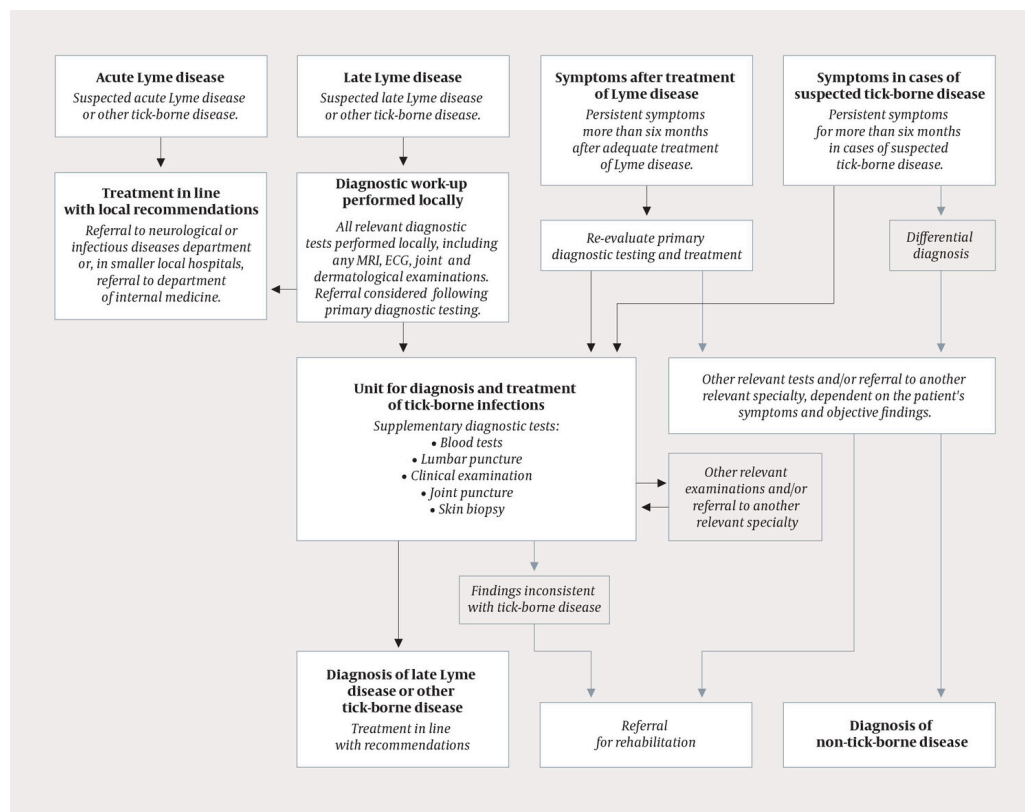 Acute Lyme disease
Suspected acute Lyme disease
or other tick-borne disease.
Late Lyme disease
Suspected late Lyme disease
or other tick-borne disease.
Symptoms after treatment
of Lyme disease
Persistent symptoms
more than six months
after adequate treatment
of Lyme disease.
Symptoms in cases of
suspected tick-borne disease
Persistent symptoms
for more than six months
in cases of suspected
tick-borne disease.
Treatment in line
with local recommendations
Referral to neurological or
infectious diseases department
or, in smaller local hospitals,
referral to department
of internal medicine.
Diagnostic work-up
performed locally
All relevant diagnostic
tests performed locally, including
any MRI, ECG, joint and
dermatological examinations.
Referral considered following
primary diagnostic testing.
Re-evaluate primary
diagnostic testing and treatment
Differential
diagnosis
Unit for diagnosis and treatment
of tick-borne infections
Supplementary diagnostic tests:
• Blood tests
• Lumbar puncture
• Clinical examination
• Joint puncture
• Skin biopsy
Other relevant tests and/or referral to another
relevant specialty, dependent on the patient's
symptoms and objective findings.
Other relevant
examinations and/or
referral to another
relevant specialty
Findings inconsistent
with tick-borne disease
Diagnosis of late Lyme
disease or other
tick-borne disease
Treatment in line
with recommendations
Referral
for rehabilitation
Diagnosis of
non-tick-borne disease